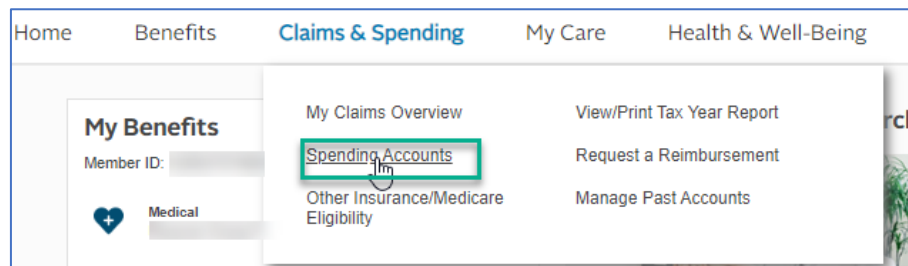 Home Benefits Claims & Spending My Care Health & Well-Being
My Benefits
Member ID:
Medical
My Claims Overview
Spending Accounts
Other Insurance/Medicare
Eligibility
View/Print Tax Year Report
Request a Reimbursement
Manage Past Accounts